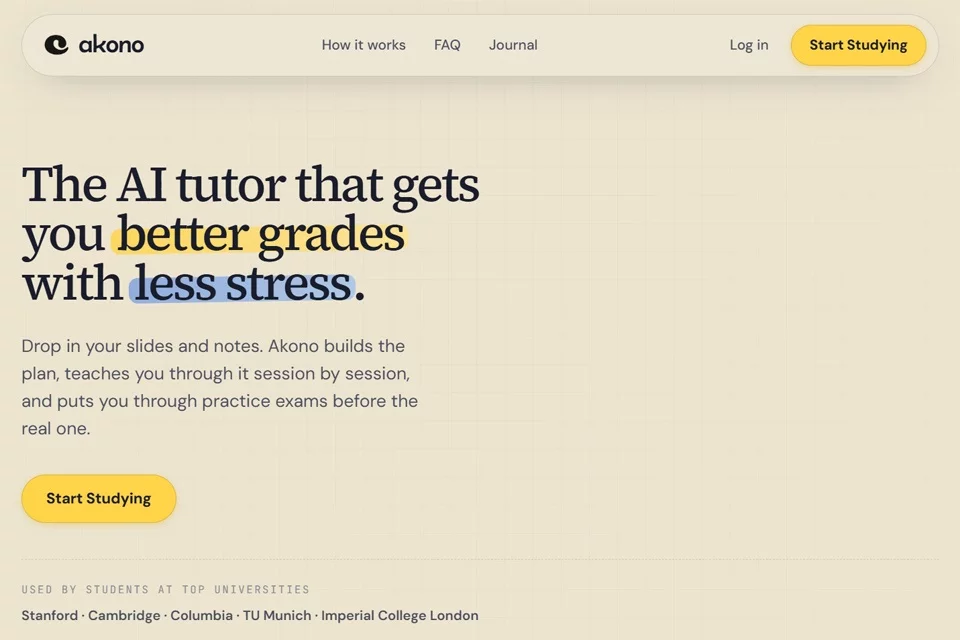 akono
How it works
FAQ
Journal
Log in
Start Studying
The AI tutor that gets
you better grades
with less stress.
Drop in your slides and notes. Akono builds the
plan, teaches you through it session by session,
and puts you through practice exams before the
real one.
Start Studying
USED BY STUDENTS AT TOP UNIVERSITIES
Stanford · Cambridge · Columbia · TU Munich · Imperial College London